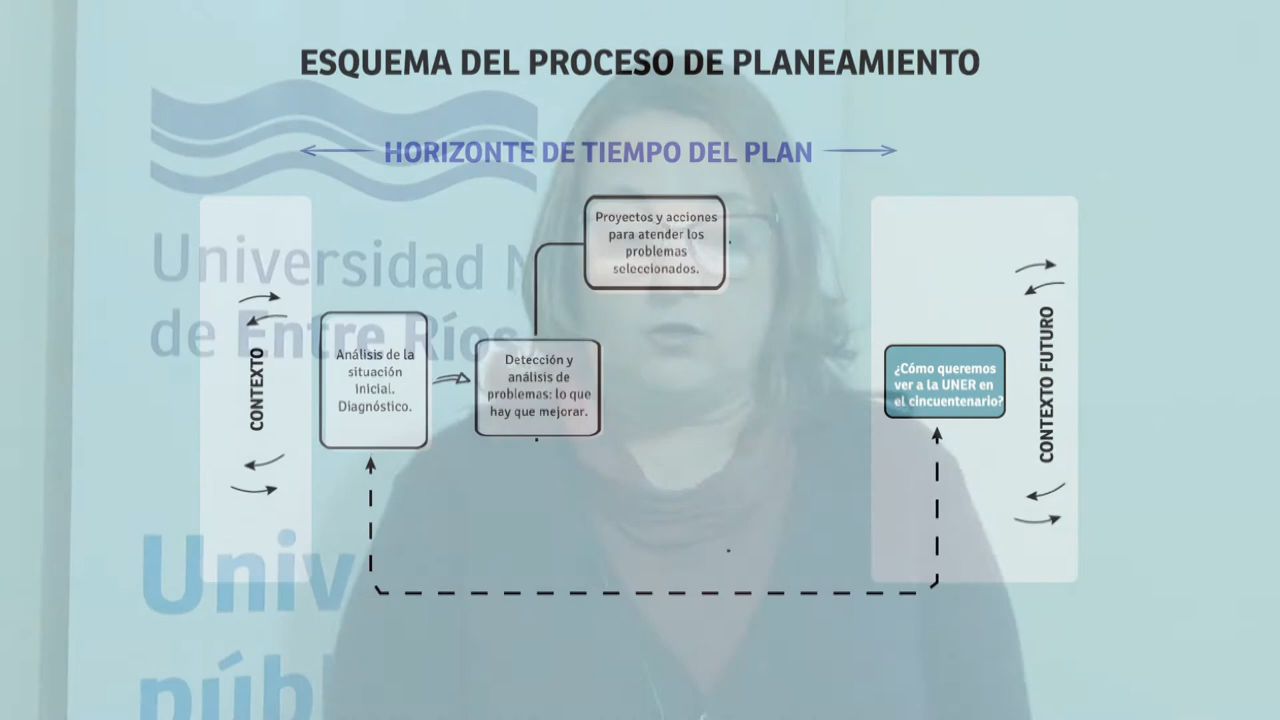 ESQUEMA DEL PROCESO DE PLANEAMIENTO
HORIZONTE DE TIEMPO DEL PLAN
Universidad N
de Entre Ríos
Univ
púb
CONTEXTO
Análisis de la
situación
inicial.
Diagnóstico.
Detección y
análisis de
problemas: lo que
hay que mejorar.
Proyectos y acciones
para atender los
problemas
seleccionados.
¿Cómo queremos
ver a la UNER en
el cincuentenario?
CONTEXTO FUTURO